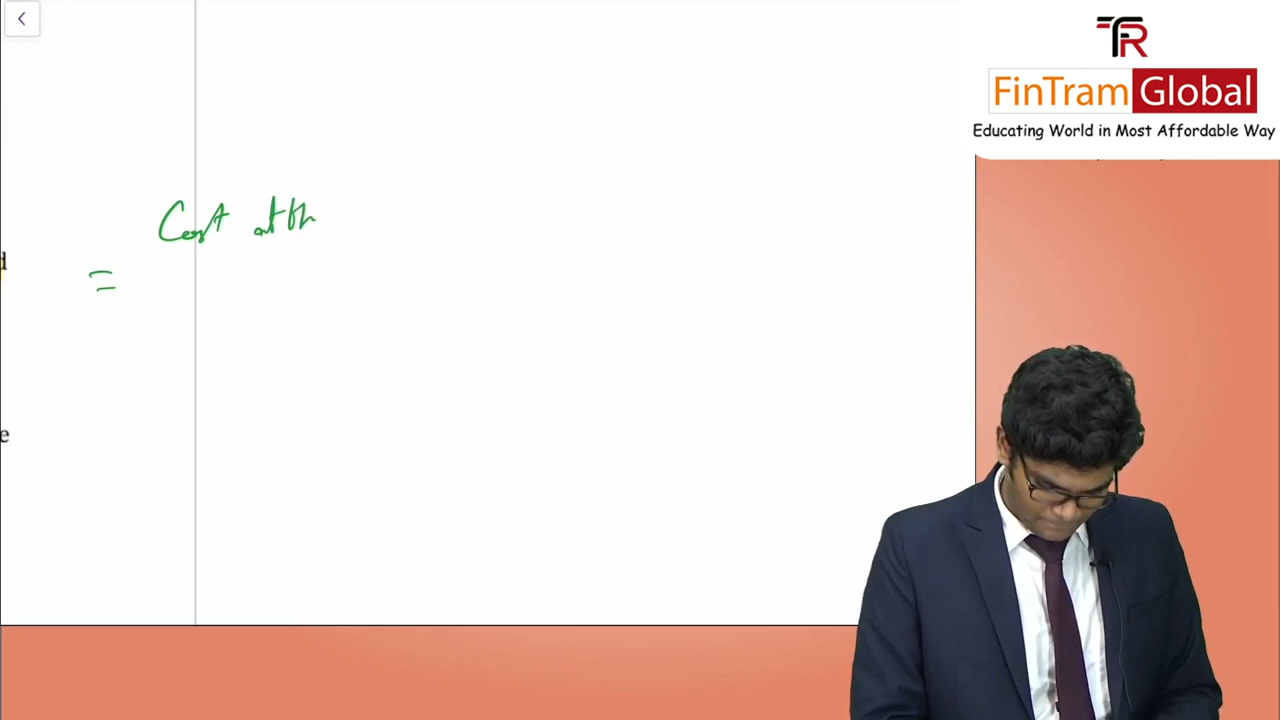 FinTram Global
Educating World in Most Affordable Way
Cost at th
=
d
e